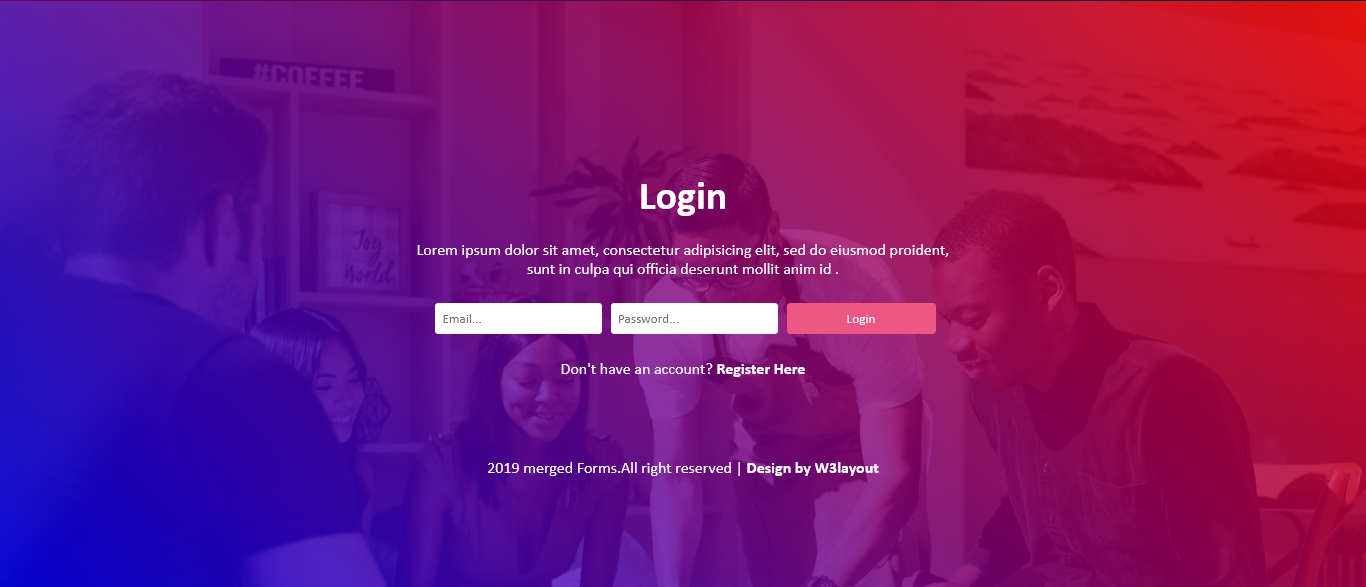 #COFFEE
Login
Joy
World
Lorem ipsum dolor sit amet, consectetur adipisicing elit, sed do eiusmod proident,
sunt in culpa qui officia deserunt mollit anim id .
Email... Password... Login
Don't have an account? Register Here
2019 merged Forms.All right reserved | Design by W3layout